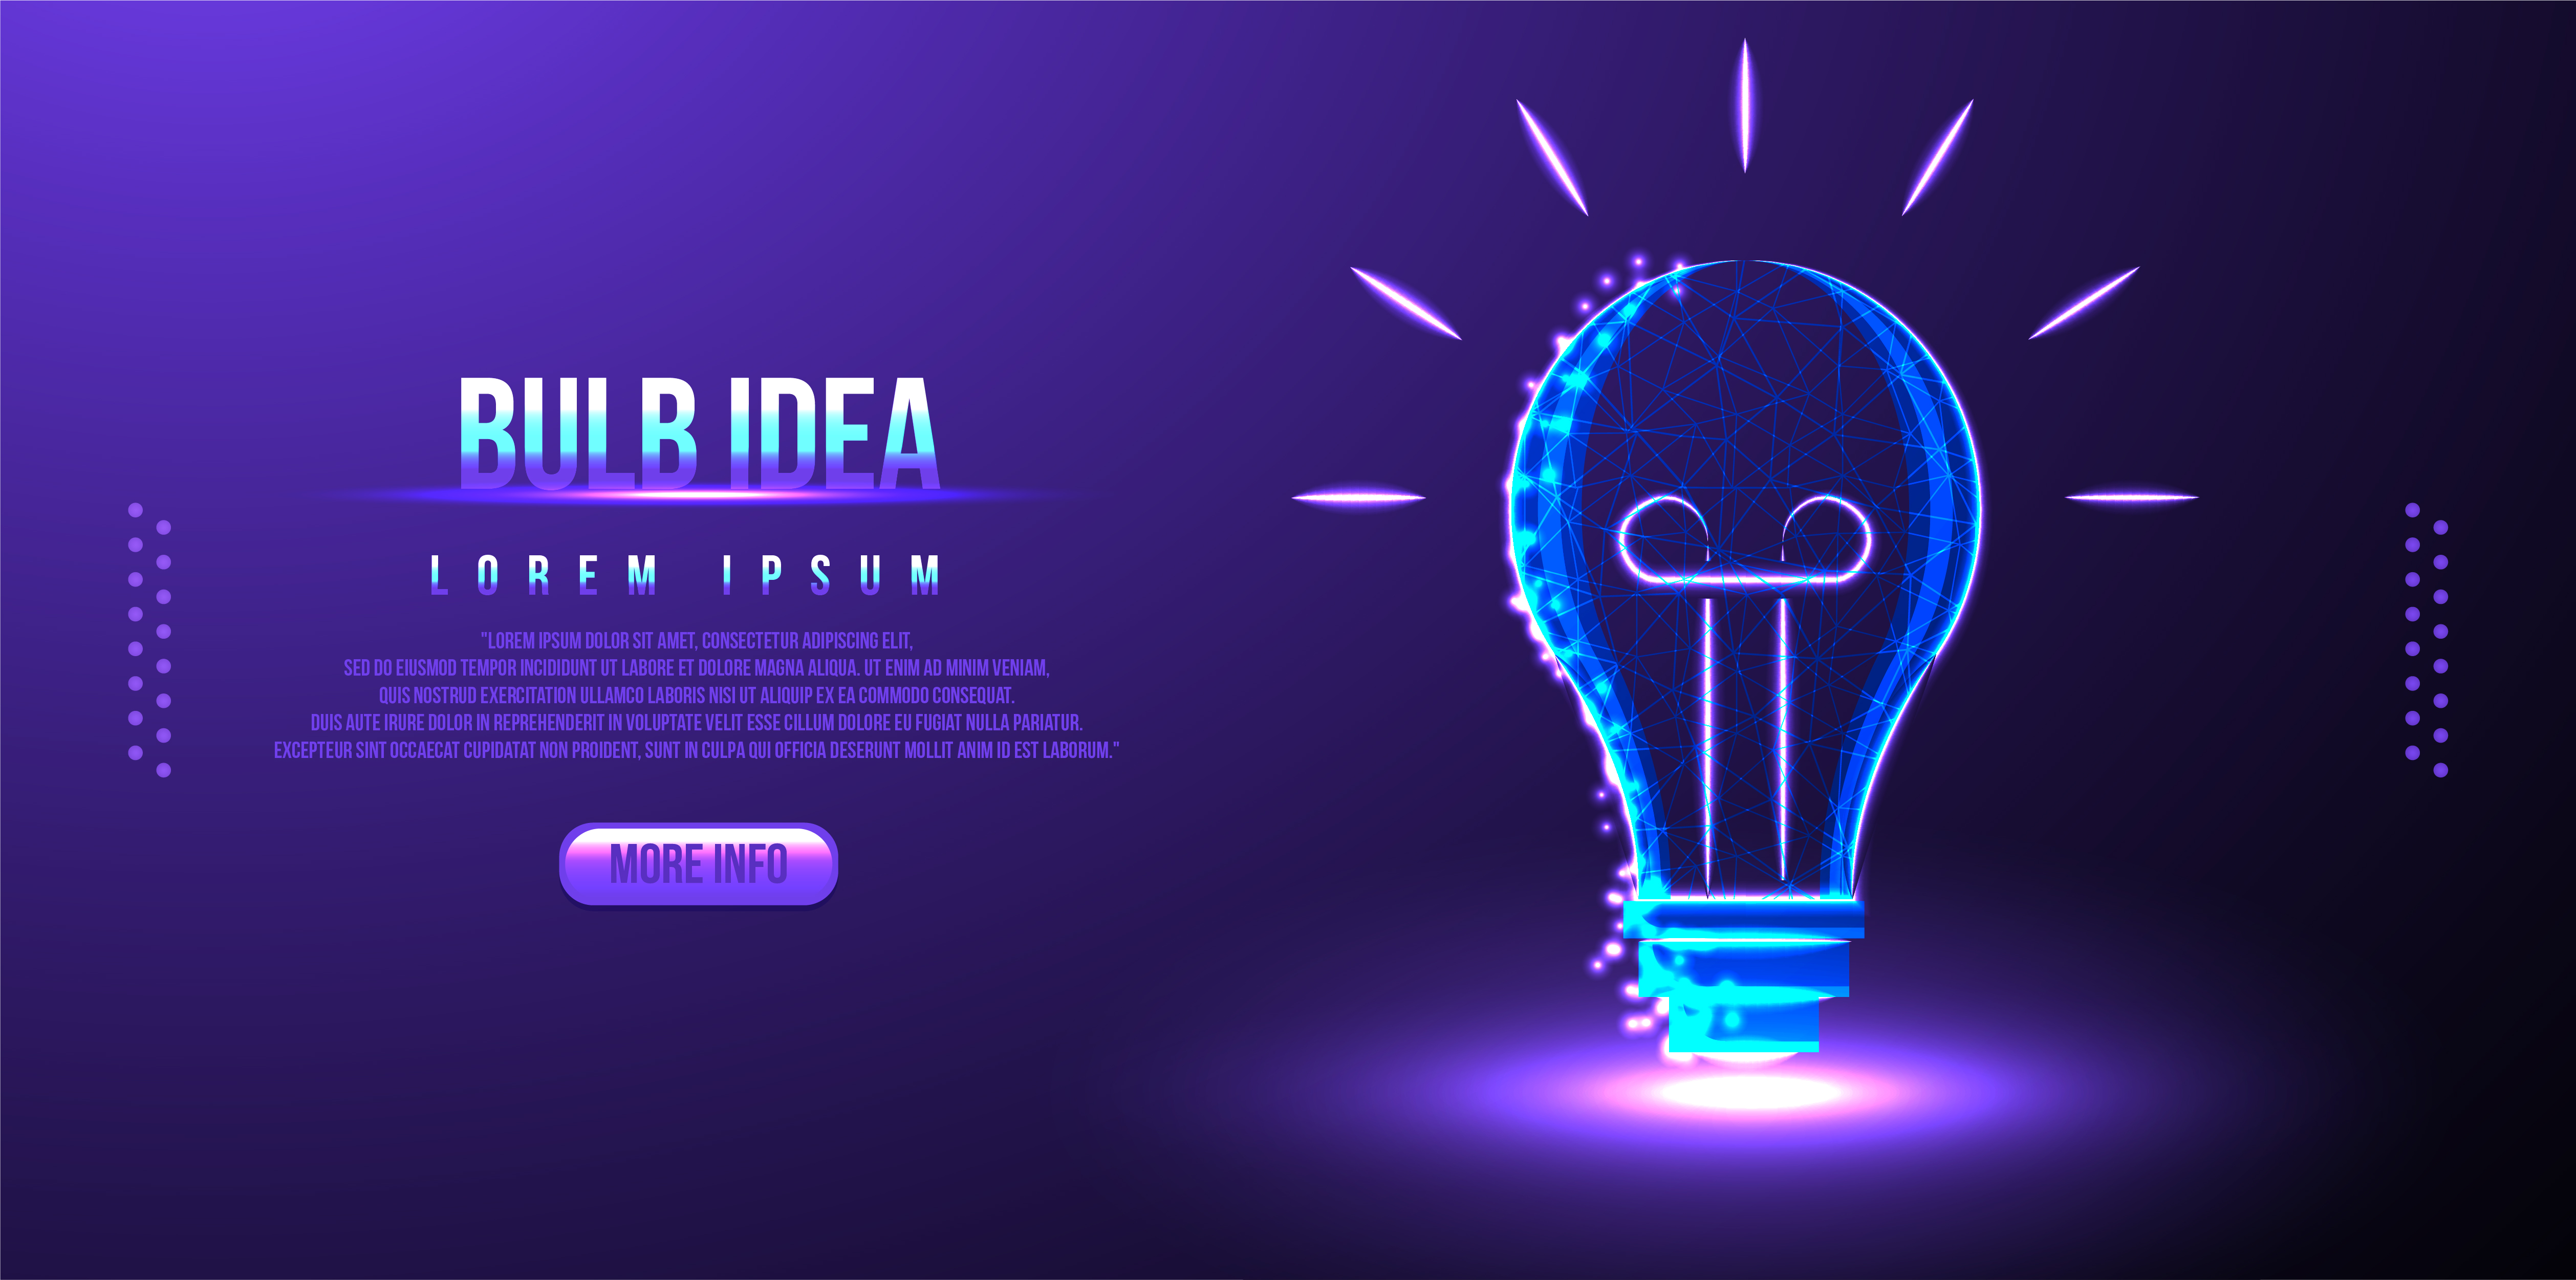 BULB IDEA
LOREM IPSUM
"LOREM IPSUM DOLOR SIT AMET, CONSECTETUR ADIPISCING ELIT,
SED DO EIUSMOD TEMPOR INCIDIDUNT UT LABORE ET DOLORE MAGNA ALIQUA. UT ENIM AD MINIM VENIAM,
QUIS NOSTRUD EXERCITATION ULLAMCO LABORIS NISI UT ALIQUIP EX EA COMMODO CONSEQUAT.
DUIS AUTE IRURE DOLOR IN REPREHENDERIT IN VOLUPTATE VELIT ESSE CILLUM DOLORE EU FUGIAT NULLA PARIATUR.
EXCEPTEUR SINT OCCAECAT CUPIDATAT NON PROIDENT, SUNT IN CULPA QUI OFFICIA DESERUNT MOLLIT ANIM ID EST LABORUM."
MORE INFO